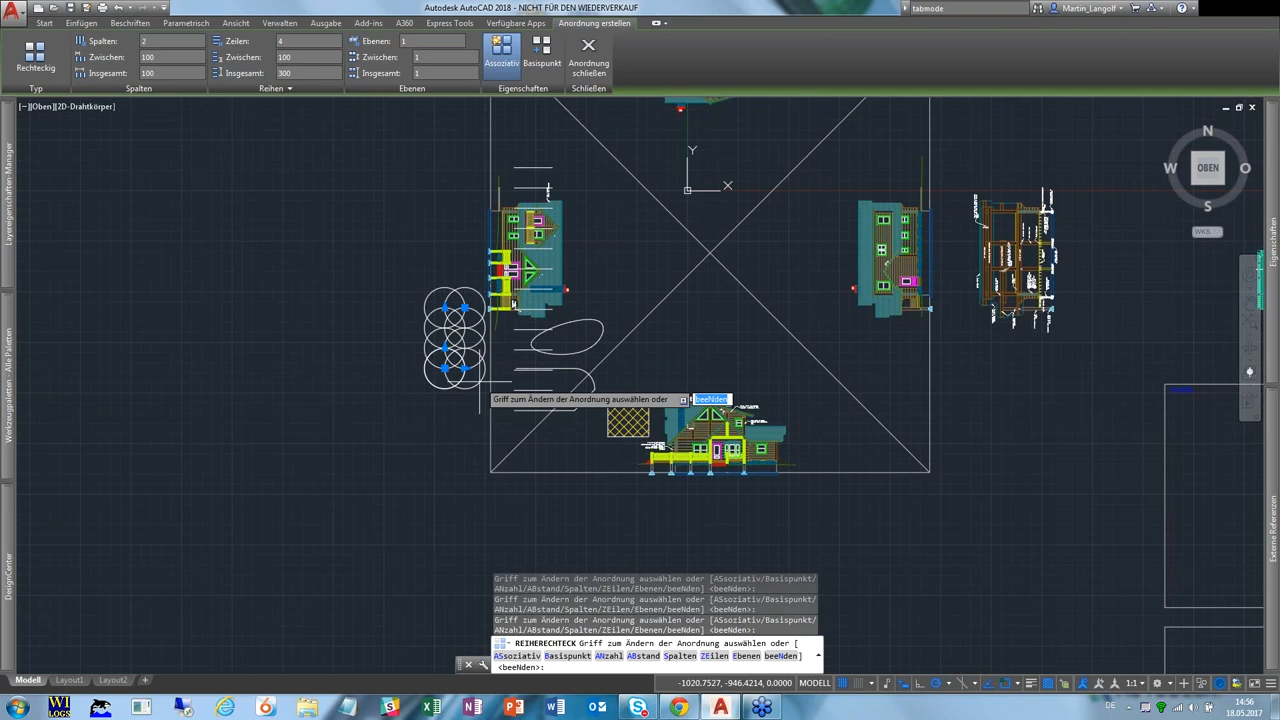 Autodesk AutoCAD 2018 - NICHT FÜR DEN WIEDERVERKAUF
tabmode
Martin_Langolf
Start Einfügen Beschriften Parametrisch Ansicht Verwalten Ausgabe Add-ins A360 Express Tools Verfügbare Apps Anordnung erstellen
Spalten: 2 Zeilen: 4 Ebenen: 1
Zwischen: 100 Zwischen: 100 Zwischen: 1
Insgesamt: 100 Insgesamt: 300 Insgesamt: 1
Rechteckig
Assoziativ Basispunkt Anordnung schließen
Typ Spalten Reihen Ebenen Eigenschaften Schließen
[−][Oben][2D-Drahtkörper]
N
W OBEN O
S
WKS
Y
X
Layereigenschaften-Manager
Werkzeugpaletten - Alle Paletten
DesignCenter
Eigenschaften
Externe Referenzen
Griff zum Ändern der Anordnung auswählen oder beeNden
Griff zum Ändern der Anordnung auswählen oder [ASsoziativ/Basispunkt/
ANzahl/ABstand/Spalten/ZEilen/Ebenen/beeNden] <beeNden>:
Griff zum Ändern der Anordnung auswählen oder [ASsoziativ/Basispunkt/
ANzahl/ABstand/Spalten/ZEilen/Ebenen/beeNden] <beeNden>:
Griff zum Ändern der Anordnung auswählen oder [ASsoziativ/Basispunkt/
ANzahl/ABstand/Spalten/ZEilen/Ebenen/beeNden] <beeNden>:
REIHERECHTECK Griff zum Ändern der Anordnung auswählen oder [
ASsoziativ Basispunkt ANzahl ABstand Spalten ZEilen Ebenen beeNden]
<beeNden>:
Modell Layout1 Layout2 +
-1020.7527, -946.4214, 0.0000 MODELL
1:1
WI
LOGS
DE
14:56
18.05.2017